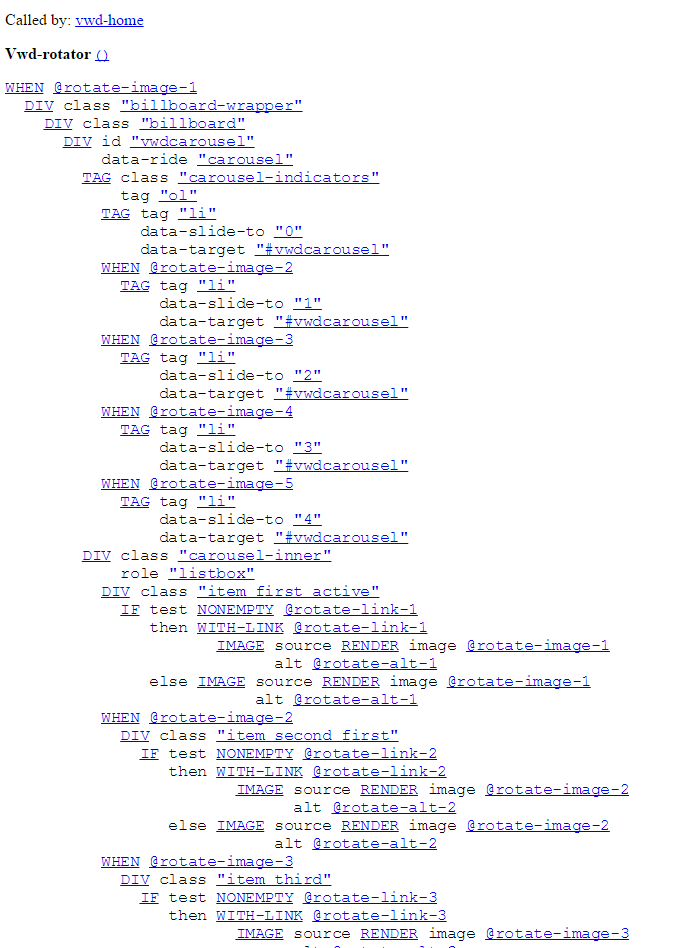 Called by: vwd-home
Vwd-rotator ()
WHEN @rotate-image-1
DIV class "billboard-wrapper"
DIV class "billboard"
DIV id "vwdcarousel"
data-ride "carousel"
TAG class "carousel-indicators"
tag "ol"
TAG tag "li"
data-slide-to "0"
data-target "#vwdcarousel"
WHEN @rotate-image-2
TAG tag "li"
data-slide-to "1"
data-target "#vwdcarousel"
WHEN @rotate-image-3
TAG tag "li"
data-slide-to "2"
data-target "#vwdcarousel"
WHEN @rotate-image-4
TAG tag "li"
data-slide-to "3"
data-target "#vwdcarousel"
WHEN @rotate-image-5
TAG tag "li"
data-slide-to "4"
data-target "#vwdcarousel"
DIV class "carousel-inner"
role "listbox"
DIV class "item first active"
IF test NONEMPTY @rotate-link-1
then WITH-LINK @rotate-link-1
IMAGE source RENDER image @rotate-image-1
alt @rotate-alt-1
else IMAGE source RENDER image @rotate-image-1
alt @rotate-alt-1
WHEN @rotate-image-2
DIV class "item second first"
IF test NONEMPTY @rotate-link-2
then WITH-LINK @rotate-link-2
IMAGE source RENDER image @rotate-image-2
alt @rotate-alt-2
else IMAGE source RENDER image @rotate-image-2
alt @rotate-alt-2
WHEN @rotate-image-3
DIV class "item third"
IF test NONEMPTY @rotate-link-3
then WITH-LINK @rotate-link-3
IMAGE source RENDER image @rotate-image-3